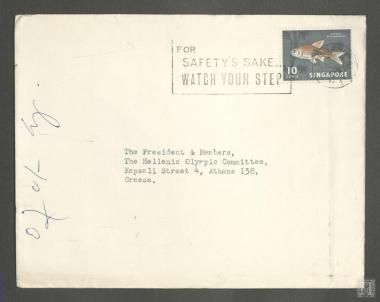 FOR
SAFETY'S SAKE..
WATCH YOUR STEP
10
CENTS
SINGAPORE
The President & Members,
The Hellenic Olympic Committee,
Kapsali Street 4, Athens 138,
Greece.